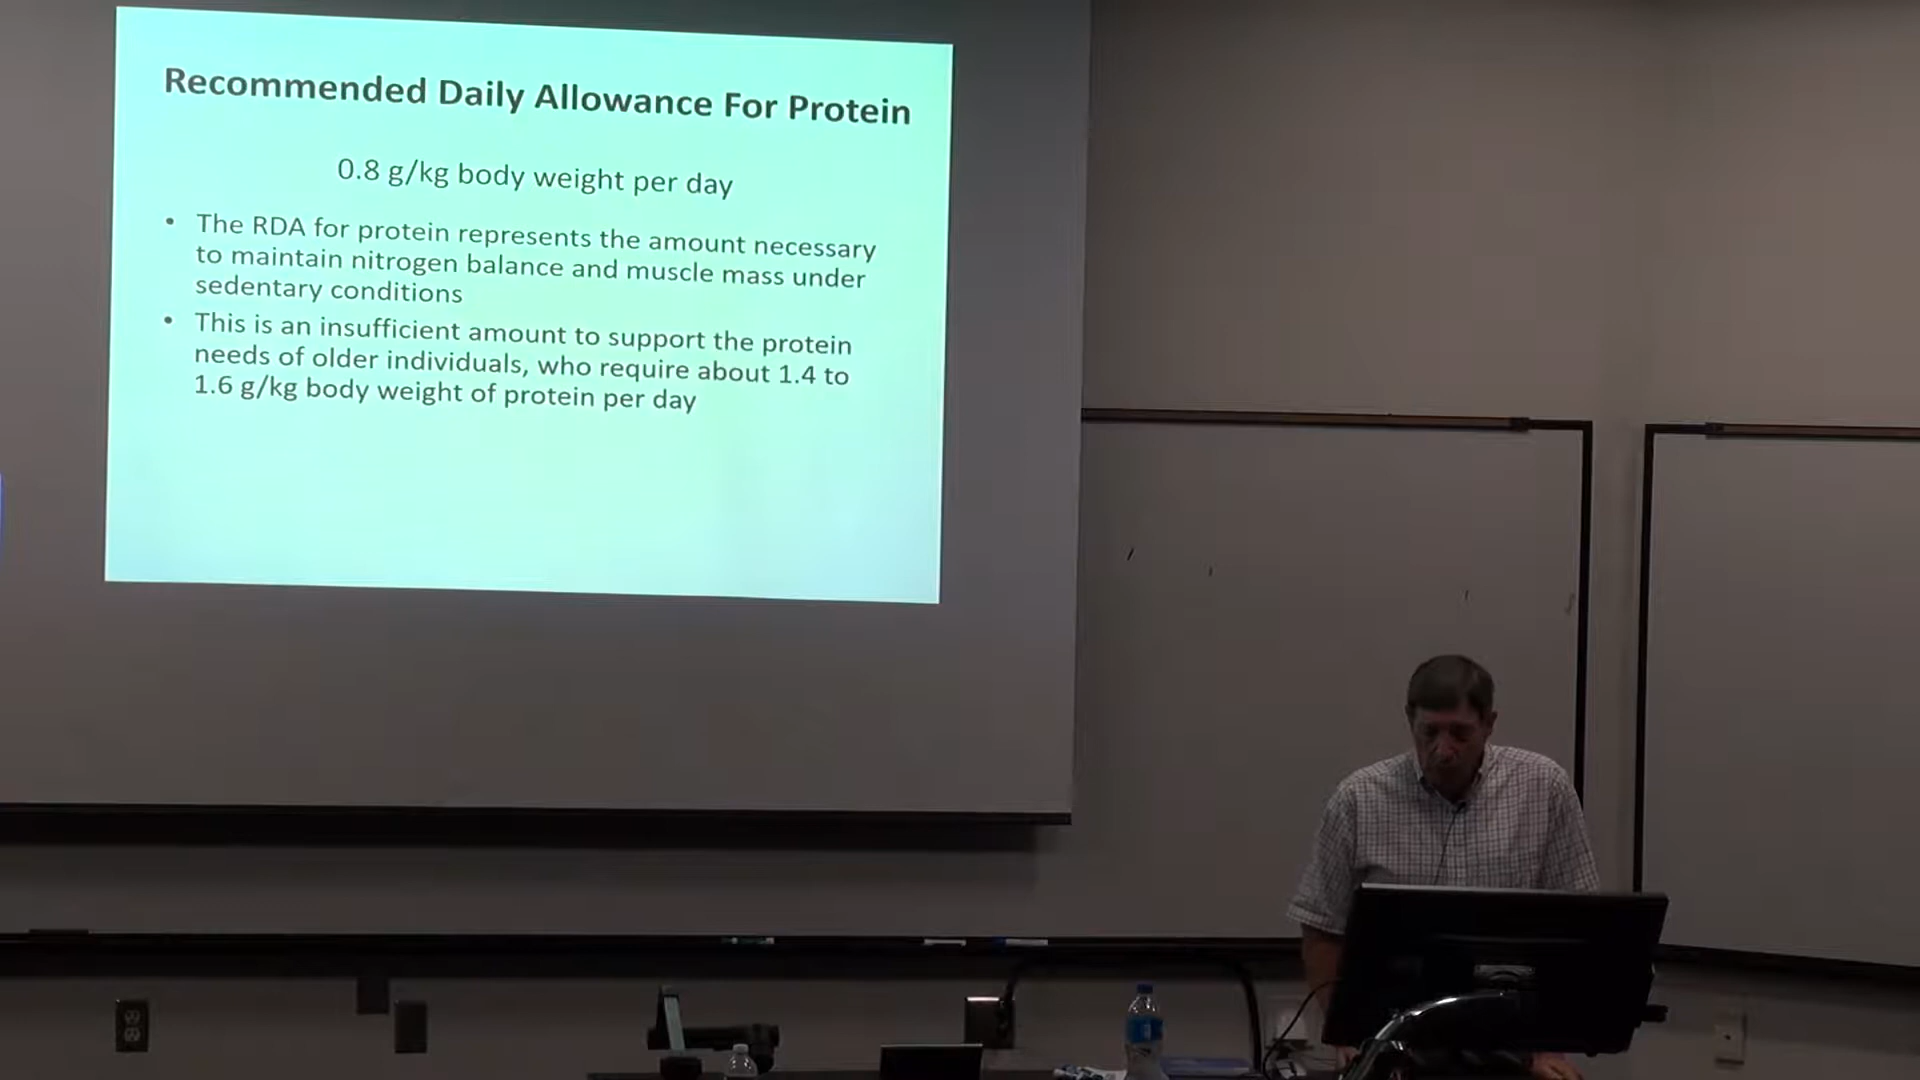 Recommended Daily Allowance For Protein
0.8 g/kg body weight per day
• The RDA for protein represents the amount necessary
to maintain nitrogen balance and muscle mass under
sedentary conditions
• This is an insufficient amount to support the protein
needs of older individuals, who require about 1.4 to
1.6 g/kg body weight of protein per day